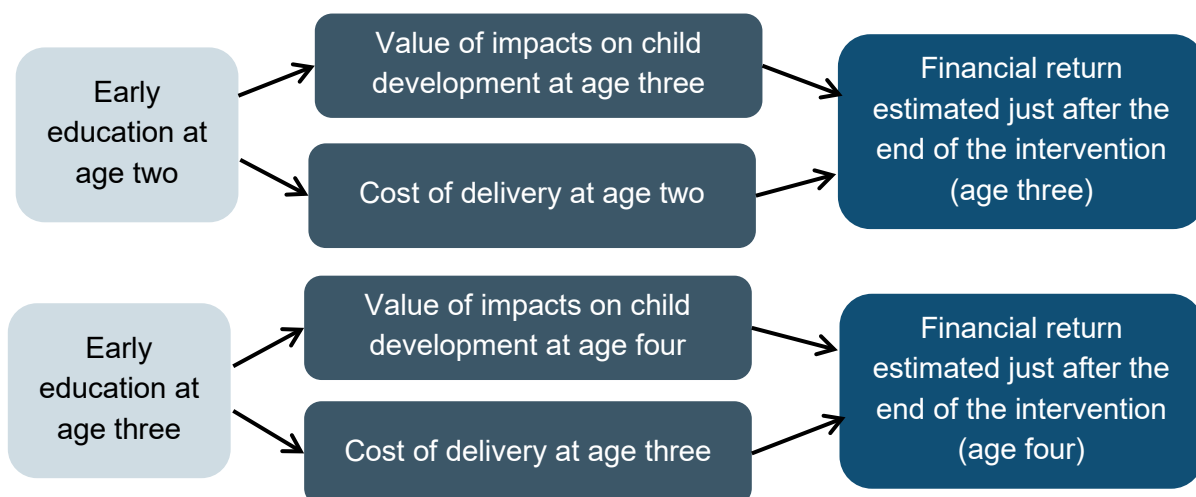 Early
education at
age two
Value of impacts on child
development at age three
Cost of delivery at age two
Financial return
estimated just after the
end of the intervention
(age three)
Early
education at
age three
Value of impacts on child
development at age four
Cost of delivery at age three
Financial return
estimated just after the
end of the intervention
(age four)